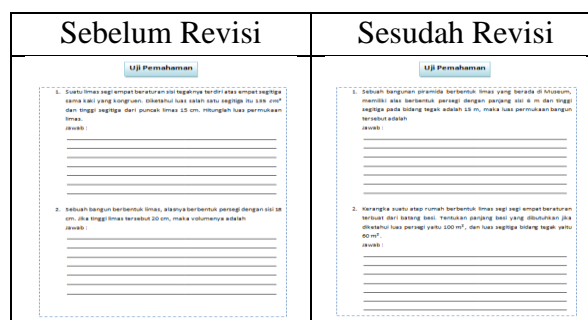 Sebelum Revisi
Sesudah Revisi
Uji Pemahaman
1. Suatu limas segi empat beraturan sisi tegaknya terdiri atas empat segitiga
sama kaki yang kongruen. Diketahui luas salah satu segitiga itu 135 cm²
dan tinggi segitiga dari puncak limas 15 cm. Hitunglah luas permukaan
limas.
Jawab :
2. Sebuah bangun berbentuk limas, alasnya berbentuk persegi dengan sisi 18
cm. Jika tinggi limas tersebut 20 cm, maka volumenya adalah
Jawab :
Uji Pemahaman
1. Sebuah bangunan piramida berbentuk limas yang berada di Museum,
memiliki alas berbentuk persegi dengan panjang sisi 6 m dan tinggi
segitiga pada bidang tegak adalah 15 m, maka luas permukaan bangun
tersebut adalah
Jawab :
2. Kerangka suatu atap rumah berbentuk limas segi segi empat beraturan
terbuat dari batang besi. Tentukan panjang besi yang dibutuhkan jika
diketahui luas persegi yaitu 100 m², dan luas segitiga bidang tegak yaitu
60 m².
Jawab :